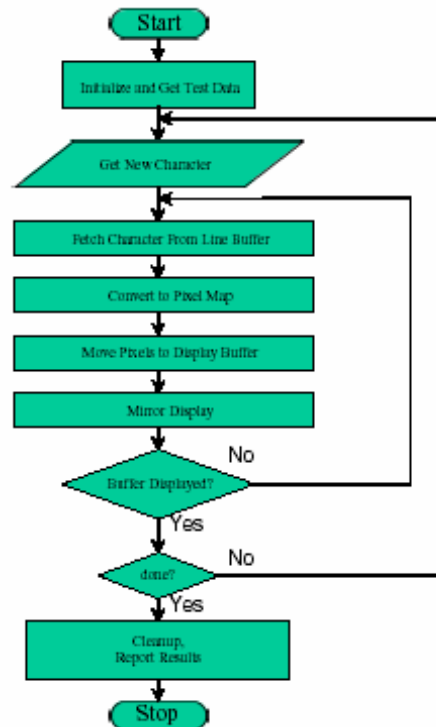 Start
Initialize and Get Test Data
Get New Character
Fetch Character From Line Buffer
Convert to Pixel Map
Move Pixels to Display Buffer
Mirror Display
Buffer Displayed?
No
Yes
done?
No
Yes
Cleanup,
Report Results
Stop